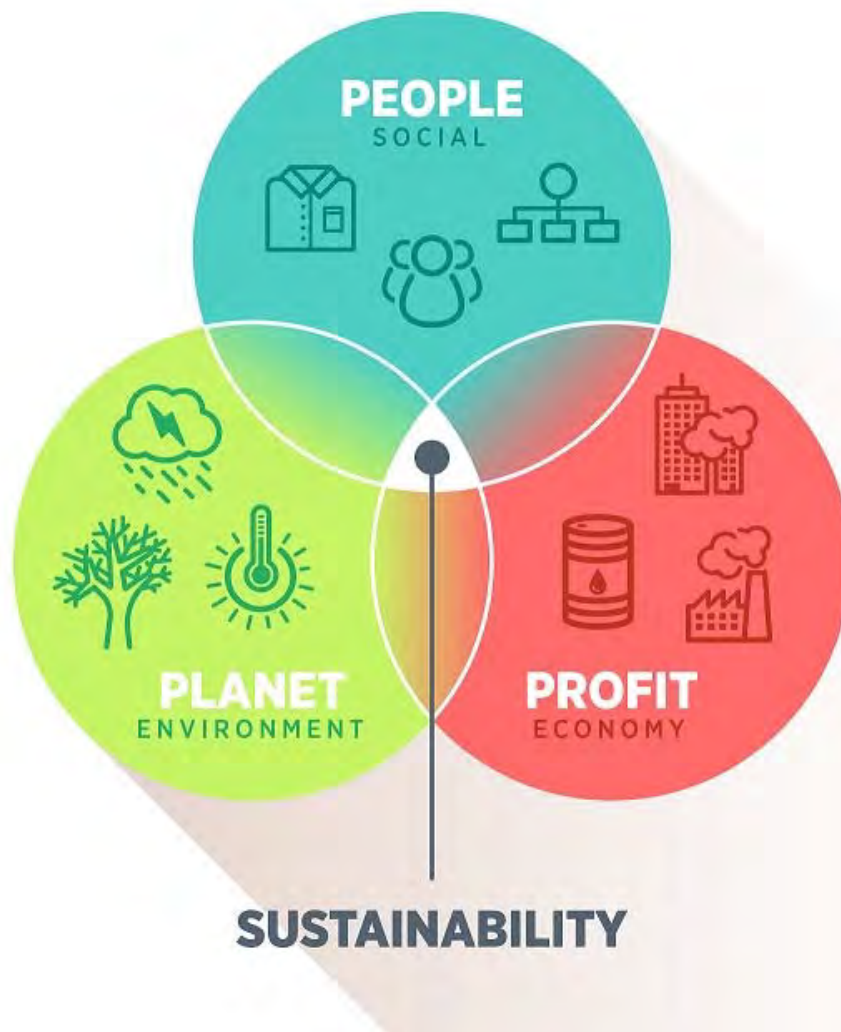 PEOPLE
SOCIAL
PLANET
ENVIRONMENT
PROFIT
ECONOMY
SUSTAINABILITY